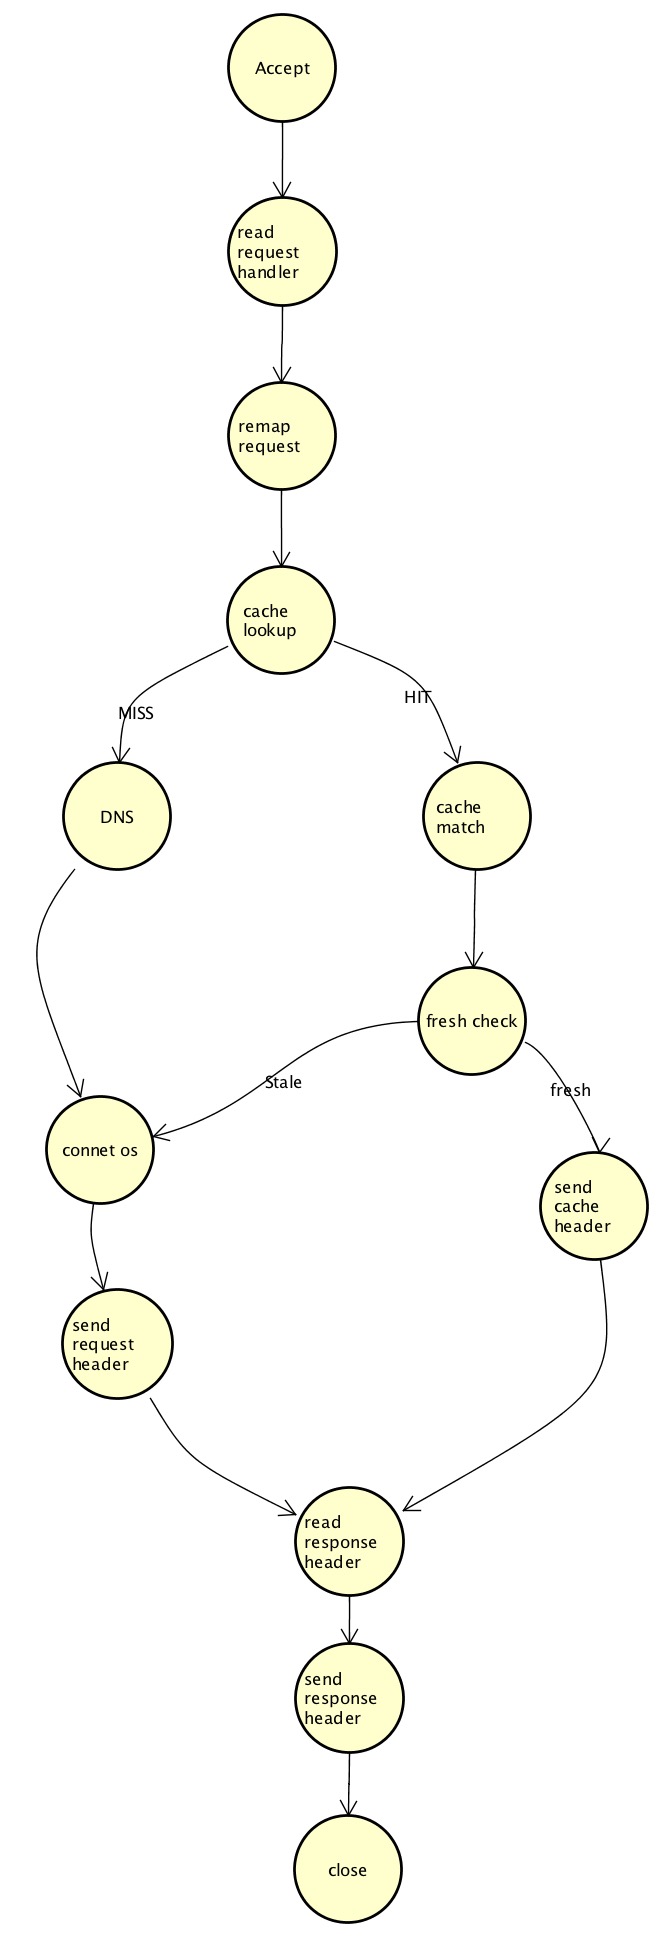 Accept
read
request
handler
remap
request
cache
lookup
MISS
HIT
DNS
cache
match
fresh check
Stale
fresh
connet os
send
cache
header
send
request
header
read
response
header
send
response
header
close